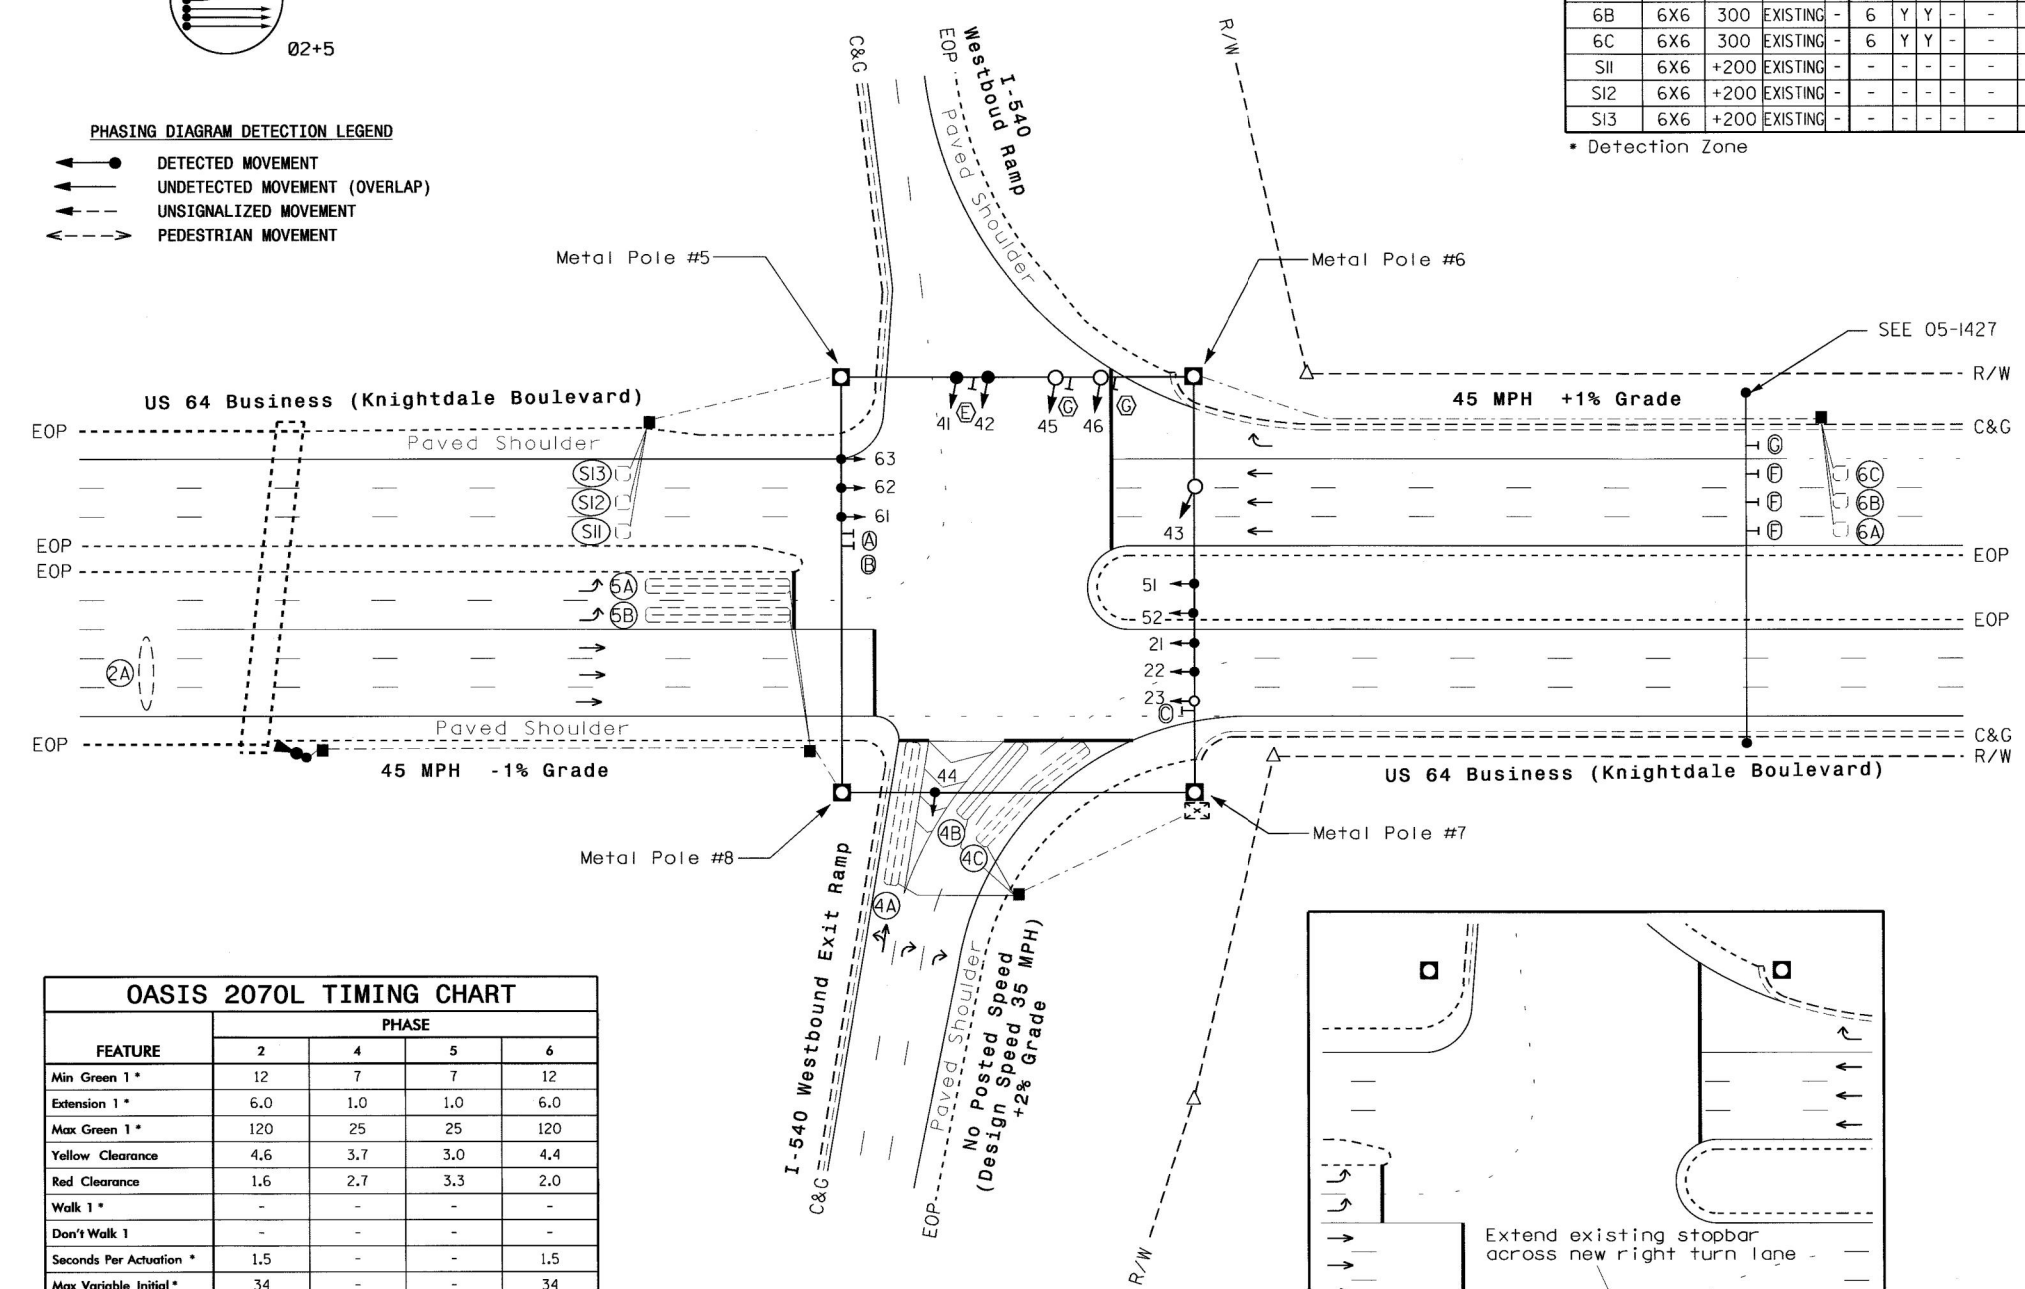 02+5
6B 6X6 300 EXISTING - 6 Y Y - -
6C 6X6 300 EXISTING - 6 Y Y - -
S11 6X6 +200 EXISTING - - - - - -
S12 6X6 +200 EXISTING - - - - - -
S13 6X6 +200 EXISTING - - - - - -
* Detection Zone
PHASING DIAGRAM DETECTION LEGEND
DETECTED MOVEMENT
UNDETECTED MOVEMENT (OVERLAP)
UNSIGNALIZED MOVEMENT
PEDESTRIAN MOVEMENT
C&G
EOP
I-540
Westboud Ramp
Paved Shoulder
R/W
Metal Pole #5
Metal Pole #6
SEE 05-1427
R/W
US 64 Business (Knightdale Boulevard)
45 MPH +1% Grade
EOP
Paved Shoulder
C&G
41
E
42
45
G
46
G
63
62
61
A
B
S13
S12
S11
43
G
F
F
F
6C
6B
6A
EOP
EOP
EOP
EOP
5A
5B
51
52
21
22
23
C
2A
Paved Shoulder
EOP
45 MPH -1% Grade
C&G
R/W
US 64 Business (Knightdale Boulevard)
44
4B
4C
4A
Metal Pole #8
Metal Pole #7
I-540 Westbound Exit Ramp
C&G
Paved Shoulder
EOP
No Posted Speed
(Design Speed 35 MPH)
+2% Grade
R/W
OASIS 2070L TIMING CHART
FEATURE
PHASE
2 4 5 6
Min Green 1 * 12 7 7 12
Extension 1 * 6.0 1.0 1.0 6.0
Max Green 1 * 120 25 25 120
Yellow Clearance 4.6 3.7 3.0 4.4
Red Clearance 1.6 2.7 3.3 2.0
Walk 1 * - - - -
Don't Walk 1 - - - -
Seconds Per Actuation * 1.5 - - 1.5
Max Variable Initial * 34 - - 34
Extend existing stopbar
across new right turn lane